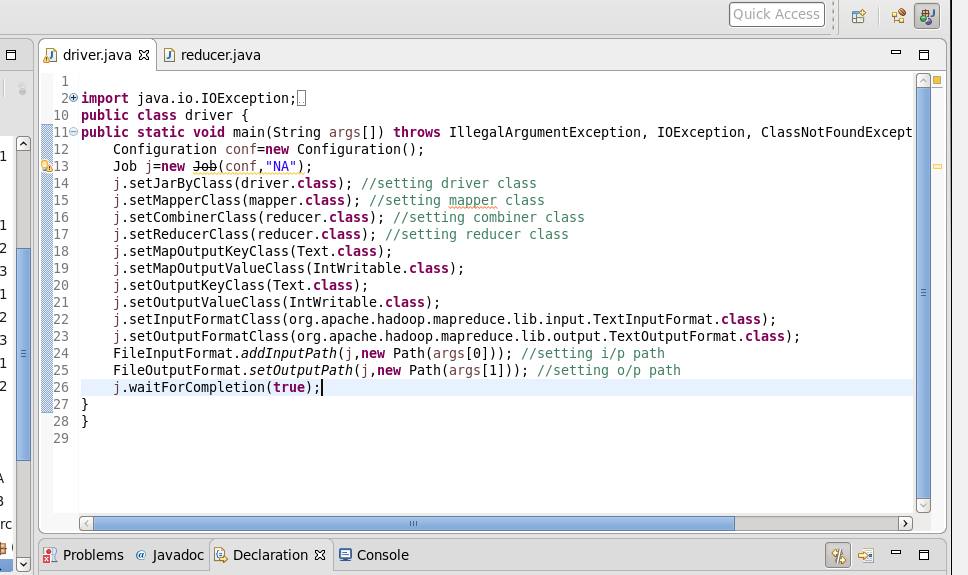 Quick Access
driver.java
reducer.java
1
2 import java.io.IOException;
10 public class driver {
11 public static void main(String args[]) throws IllegalArgumentException, IOException, ClassNotFoundExcept
12 Configuration conf=new Configuration();
13 Job j=new Job(conf,"NA");
14 j.setJarByClass(driver.class); //setting driver class
15 j.setMapperClass(mapper.class); //setting mapper class
16 j.setCombinerClass(reducer.class); //setting combiner class
17 j.setReducerClass(reducer.class); //setting reducer class
18 j.setMapOutputKeyClass(Text.class);
19 j.setMapOutputValueClass(IntWritable.class);
20 j.setOutputKeyClass(Text.class);
21 j.setOutputValueClass(IntWritable.class);
22 j.setInputFormatClass(org.apache.hadoop.mapreduce.lib.input.TextInputFormat.class);
23 j.setOutputFormatClass(org.apache.hadoop.mapreduce.lib.output.TextOutputFormat.class);
24 FileInputFormat.addInputPath(j,new Path(args[0])); //setting i/p path
25 FileOutputFormat.setOutputPath(j,new Path(args[1])); //setting o/p path
26 j.waitForCompletion(true);
27 }
28 }
29
Problems @ Javadoc Declaration Console